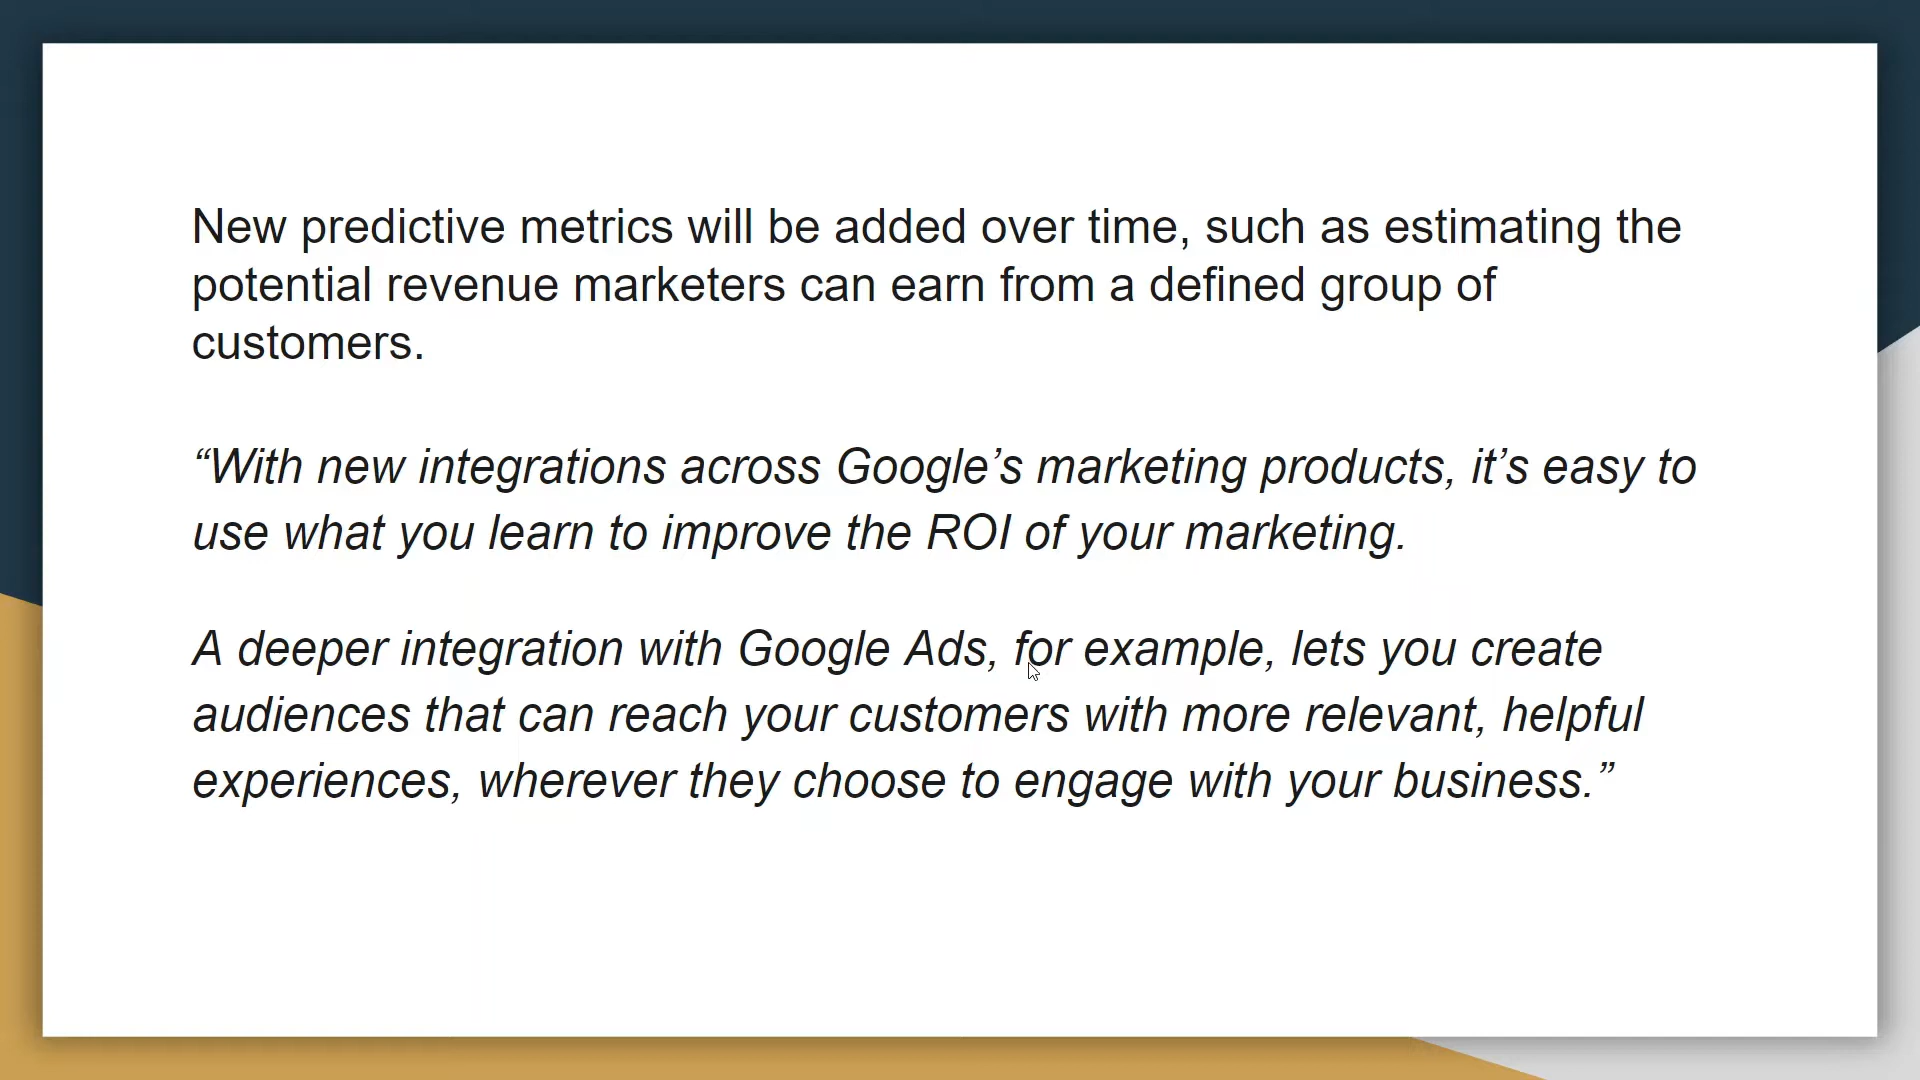 New predictive metrics will be added over time, such as estimating the
potential revenue marketers can earn from a defined group of
customers.
“With new integrations across Google’s marketing products, it’s easy to
use what you learn to improve the ROI of your marketing.
A deeper integration with Google Ads, for example, lets you create
audiences that can reach your customers with more relevant, helpful
experiences, wherever they choose to engage with your business.”